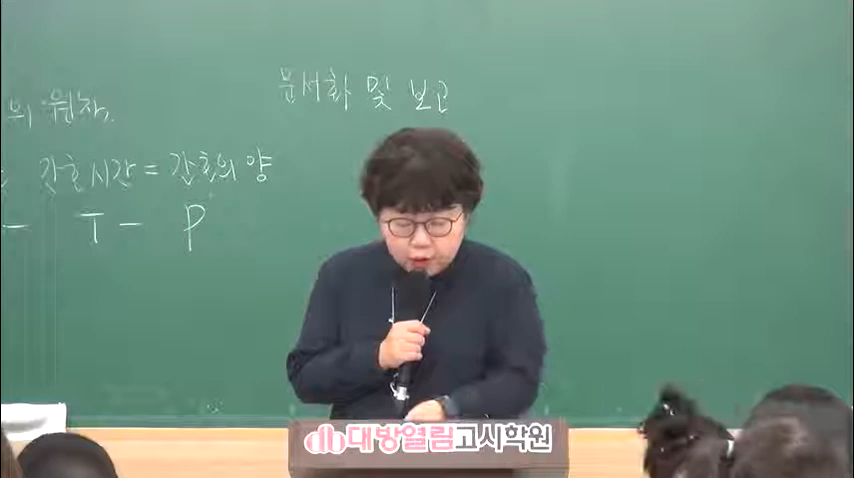 문서화 및 보고
의 원칙.
간호시간 = 간호의 양
- T - P
대방열림고시학원